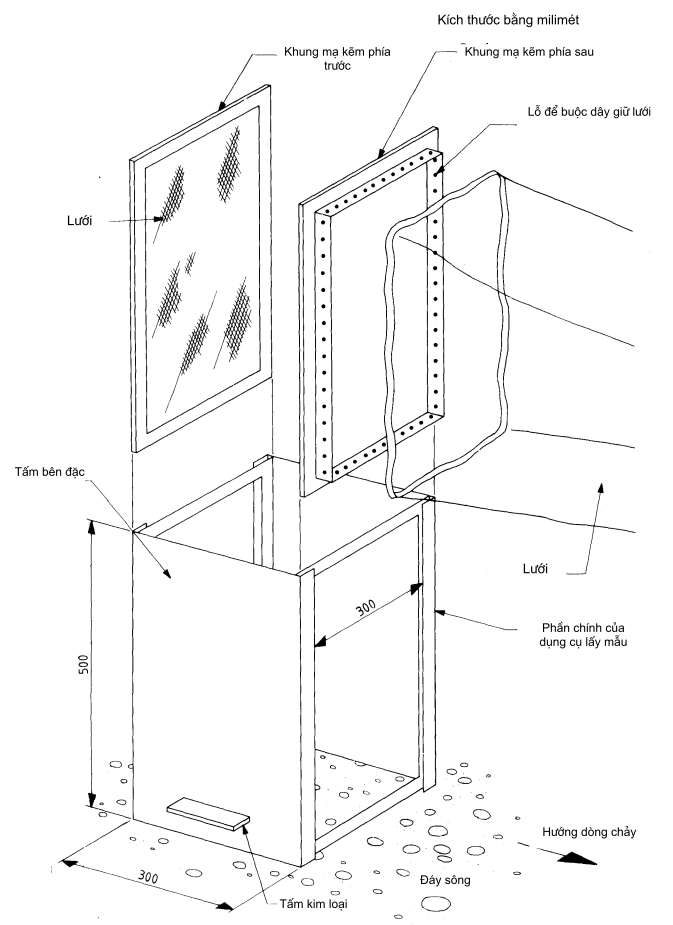 Kích thước bằng milimét
Khung mạ kẽm phía
trước
Khung mạ kẽm phía sau
Lỗ để buộc dây giữ lưới
Lưới
Tấm bên đặc
Lưới
300
500
Phần chính của
dụng cụ lấy mẫu
Hướng dòng chảy
300
Đáy sông
Tấm kim loại